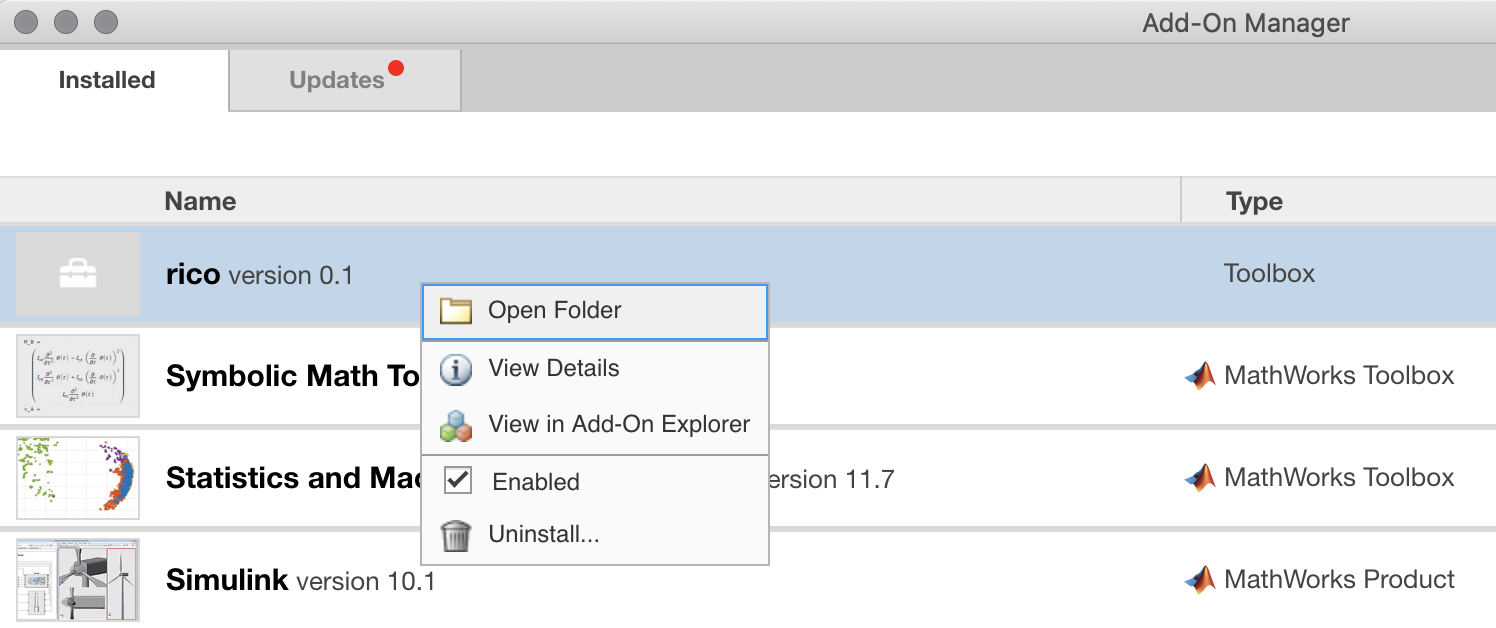 Add-On Manager
Installed
Updates
Name Type
rico version 0.1 Toolbox
Open Folder
View Details
Symbolic Math To MathWorks Toolbox
View in Add-On Explorer
Statistics and Mac ersion 11.7 MathWorks Toolbox
Enabled
Uninstall...
Simulink version 10.1 MathWorks Product